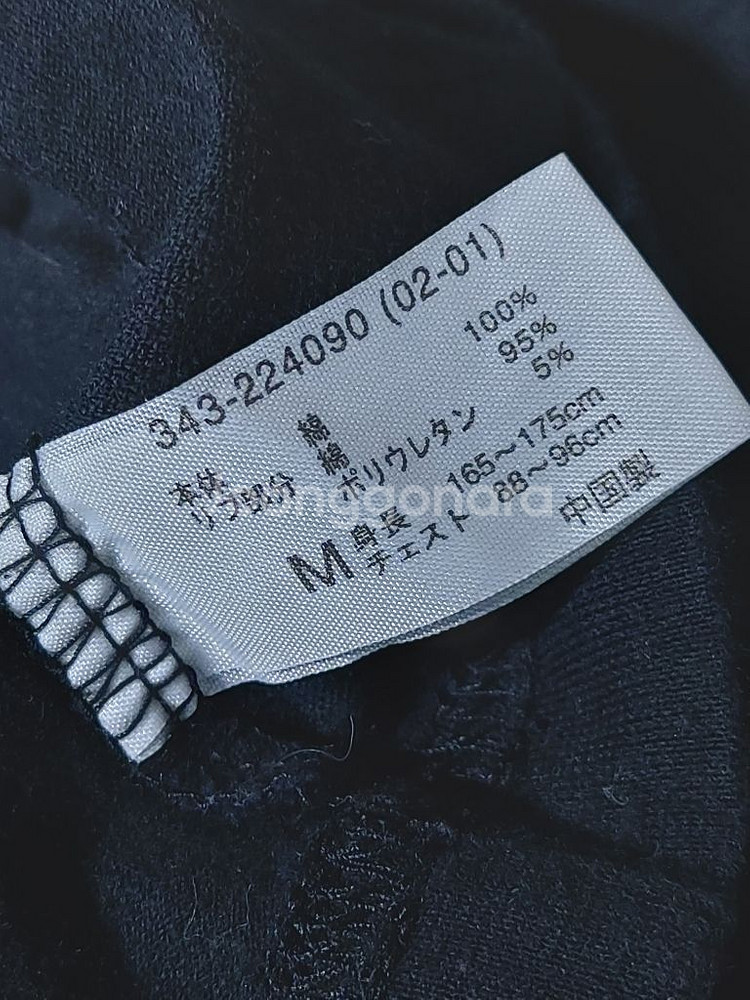 343-224090 (02-01)
本体 綿 100%
リブ部分 綿 95%
ポリウレタン 5%
M 身長 165～175cm
チェスト 88～96cm
中国製